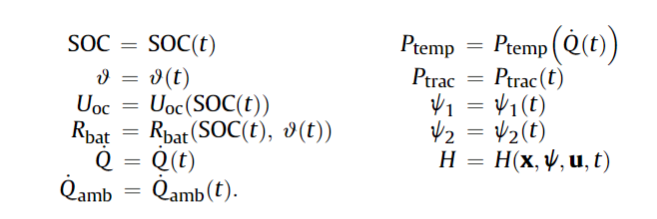 SOC = SOC(t)
ϑ = ϑ(t)
U_oc = U_oc(SOC(t))
R_bat = R_bat(SOC(t), ϑ(t))
Q̇ = Q̇(t)
Q̇_amb = Q̇_amb(t).
P_temp = P_temp(Q̇(t))
P_trac = P_trac(t)
ψ_1 = ψ_1(t)
ψ_2 = ψ_2(t)
H = H(x, ψ, u, t)